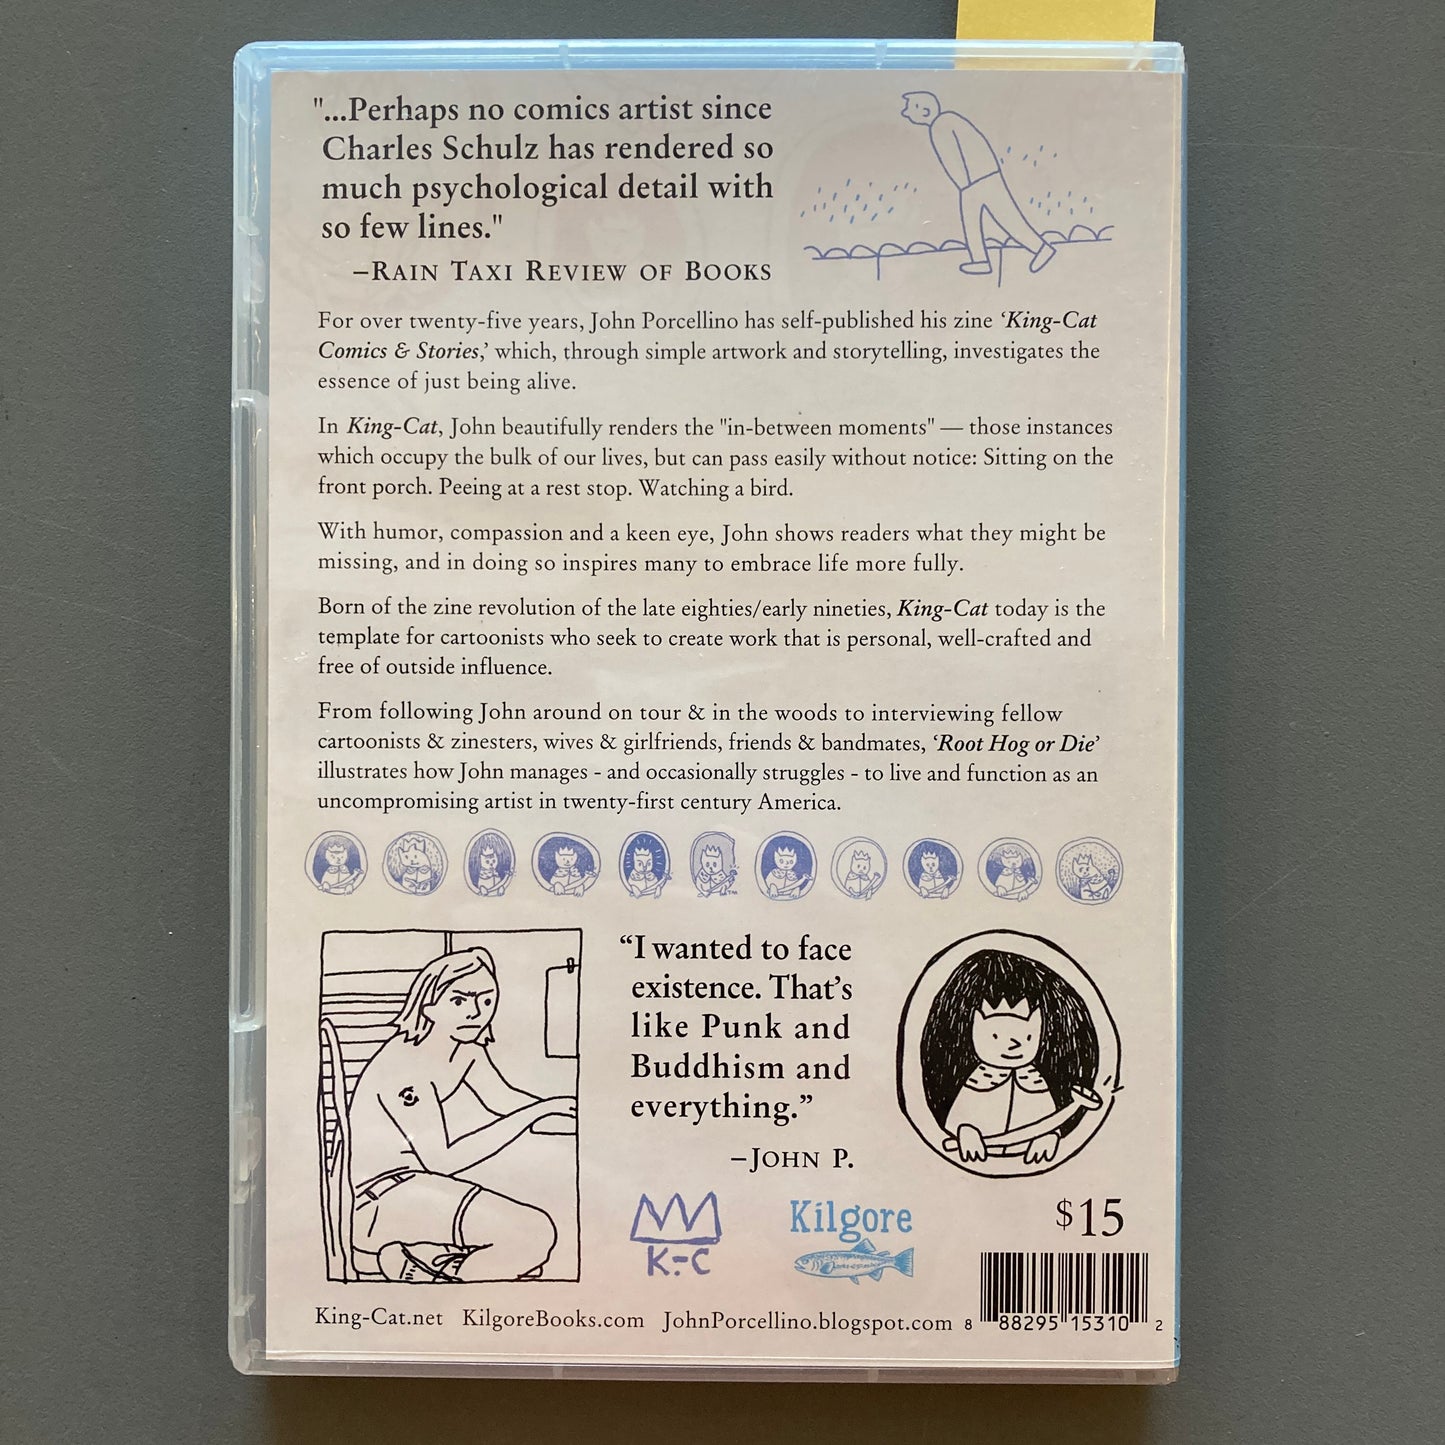 "...Perhaps no comics artist since
Charles Schulz has rendered so
much psychological detail with
so few lines."
–Rain Taxi Review of Books
For over twenty-five years, John Porcellino has self-published his zine ‘King-Cat
Comics & Stories,’ which, through simple artwork and storytelling, investigates the
essence of just being alive.
In King-Cat, John beautifully renders the "in-between moments" — those instances
which occupy the bulk of our lives, but can pass easily without notice: Sitting on the
front porch. Peeing at a rest stop. Watching a bird.
With humor, compassion and a keen eye, John shows readers what they might be
missing, and in doing so inspires many to embrace life more fully.
Born of the zine revolution of the late eighties/early nineties, King-Cat today is the
template for cartoonists who seek to create work that is personal, well-crafted and
free of outside influence.
From following John around on tour & in the woods to interviewing fellow
cartoonists & zinesters, wives & girlfriends, friends & bandmates, ‘Root Hog or Die’
illustrates how John manages - and occasionally struggles - to live and function as an
uncompromising artist in twenty-first century America.
TM
“I wanted to face
existence. That’s
like Punk and
Buddhism and
everything.”
–John P.
K-C
Kilgore
$15
King-Cat.net KilgoreBooks.com JohnPorcellino.blogspot.com
8 88295 15310 2